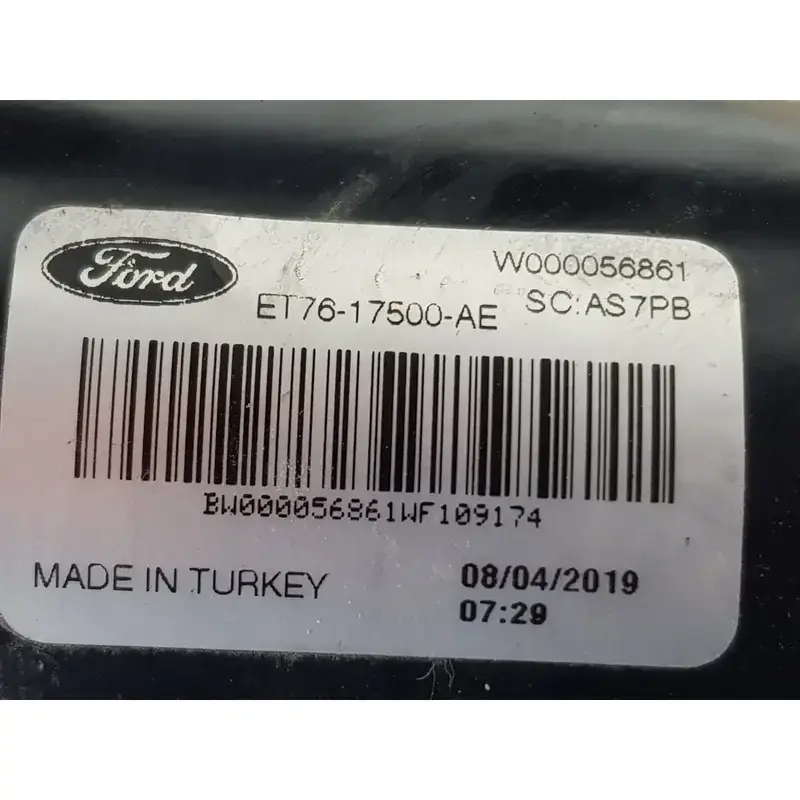 Ford
W000056861
ET76-17500-AE
SC:AS7PB
BW000056861WF109174
MADE IN TURKEY
08/04/2019
07:29